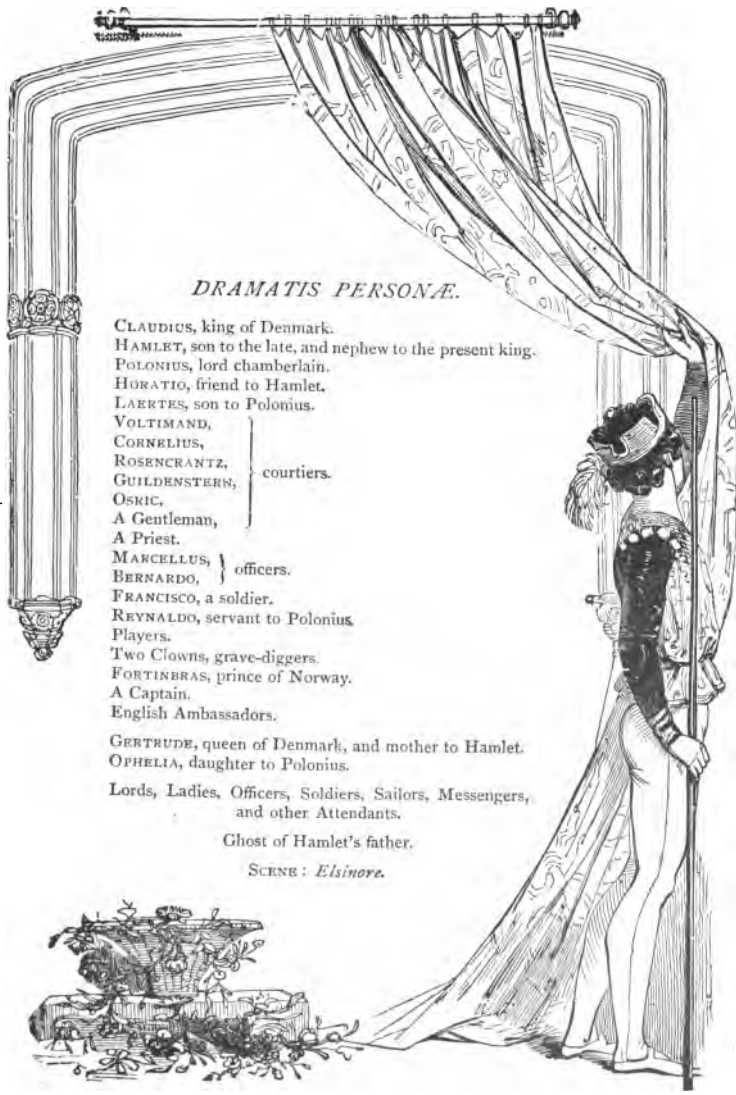 DRAMATIS PERSONÆ.
CLAUDIUS, king of Denmark.
HAMLET, son to the late, and nephew to the present king.
POLONIUS, lord chamberlain.
HORATIO, friend to Hamlet.
LAERTES, son to Polonius.
VOLTIMAND,
CORNELIUS,
ROSENCRANTZ,
GUILDENSTERN,
OSRIC,
A Gentleman,
courtiers.
A Priest.
MARCELLUS,
BERNARDO,
officers.
FRANCISCO, a soldier.
REYNALDO, servant to Polonius.
Players.
Two Clowns, grave-diggers.
FORTINBRAS, prince of Norway.
A Captain.
English Ambassadors.
GERTRUDE, queen of Denmark, and mother to Hamlet.
OPHELIA, daughter to Polonius.
Lords, Ladies, Officers, Soldiers, Sailors, Messengers,
and other Attendants.
Ghost of Hamlet's father.
SCENE: Elsinore.